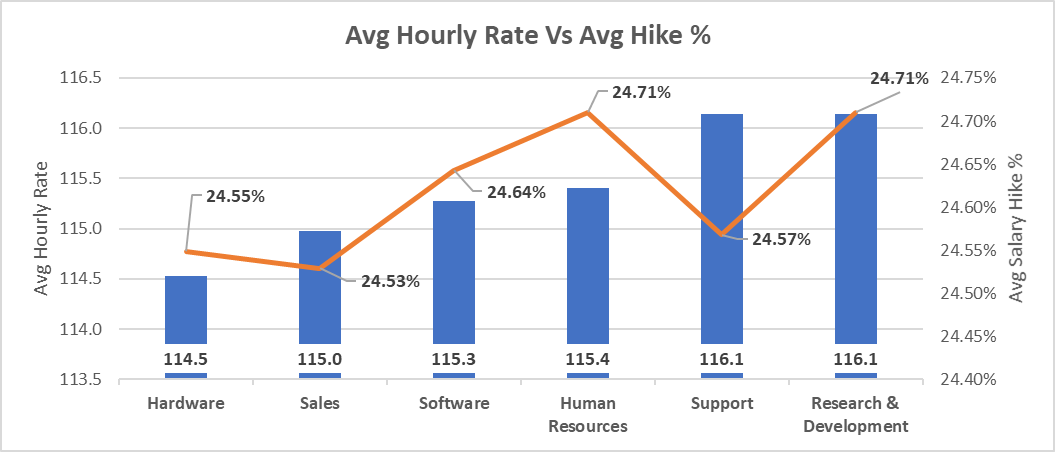 Avg Hourly Rate Vs Avg Hike %
Avg Hourly Rate
116.5
116.0
115.5
115.0
114.5
114.0
113.5
24.55%
24.53%
24.64%
24.71%
24.57%
24.71%
114.5
115.0
115.3
115.4
116.1
116.1
Hardware
Sales
Software
Human
Resources
Support
Research &
Development
24.75%
24.70%
24.65%
24.60%
24.55%
24.50%
24.45%
24.40%
Avg Salary Hike %